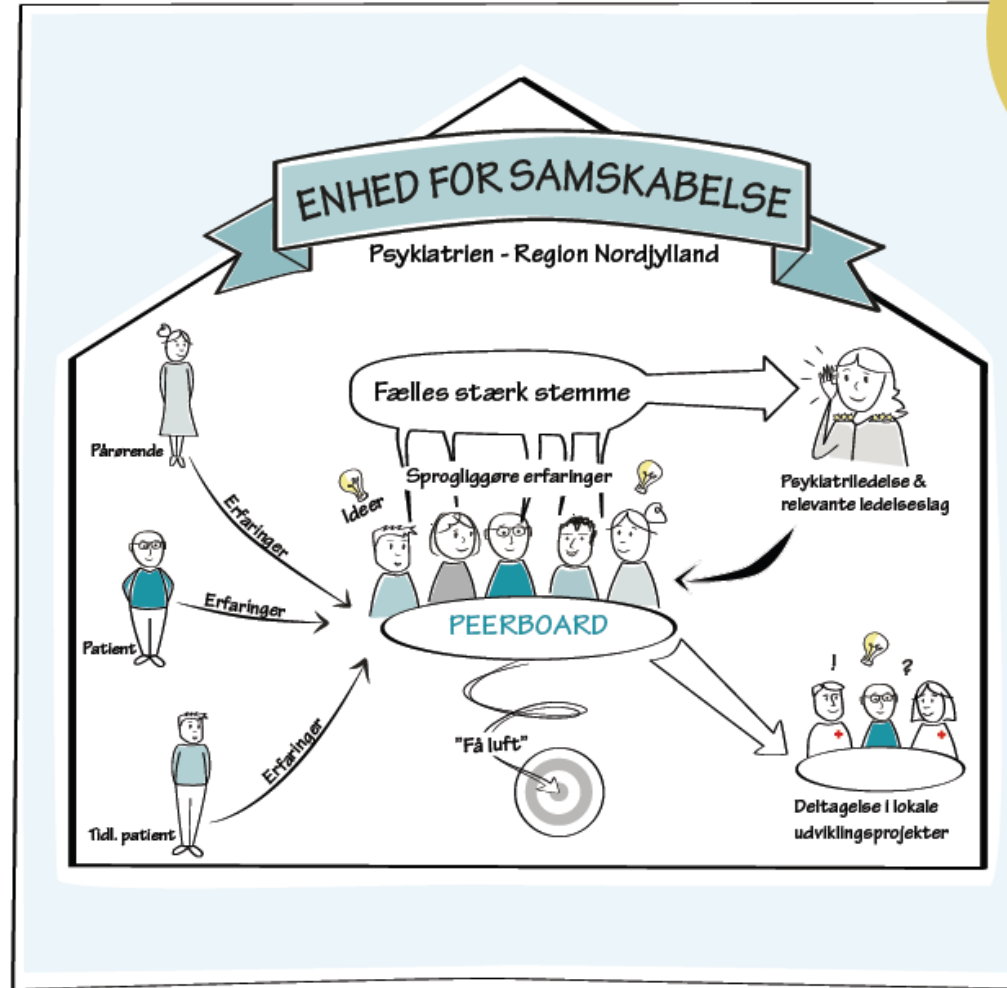 ENHED FOR SAMSKABELSE
Psykiatrien - Region Nordjylland
Fælles stærk stemme
Sprogliggøre erfaringer
Ideer
Pårørende
Erfaringer
Patient
Erfaringer
Tidl. patient
Erfaringer
PEERBOARD
"Få luft"
Psykiatriledelse &
relevante ledelseslag
! ?
Deltagelse i lokale
udviklingsprojekter